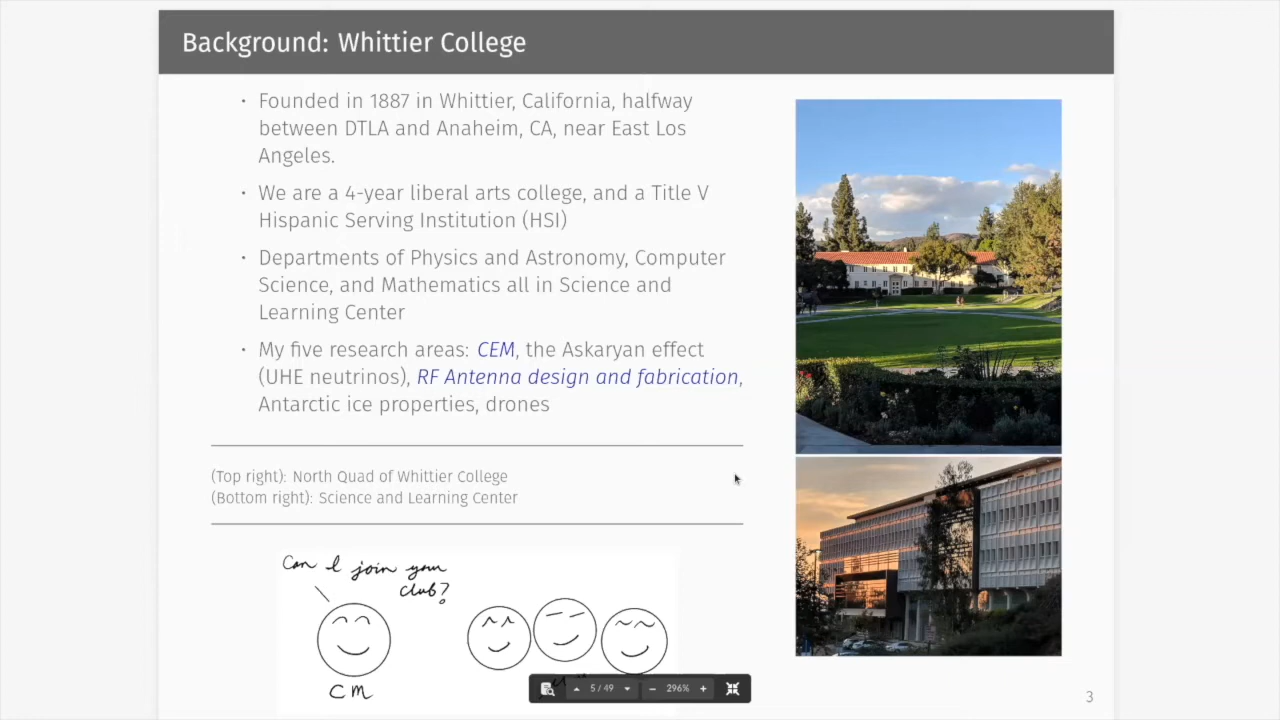 Background: Whittier College
· Founded in 1887 in Whittier, California, halfway
between DTLA and Anaheim, CA, near East Los
Angeles.
· We are a 4-year liberal arts college, and a Title V
Hispanic Serving Institution (HSI)
· Departments of Physics and Astronomy, Computer
Science, and Mathematics all in Science and
Learning Center
· My five research areas: CEM, the Askaryan effect
(UHE neutrinos), RF Antenna design and fabrication,
Antarctic ice properties, drones
(Top right): North Quad of Whittier College
(Bottom right): Science and Learning Center
Can I join your
club?
CM
5 / 49
296%
3